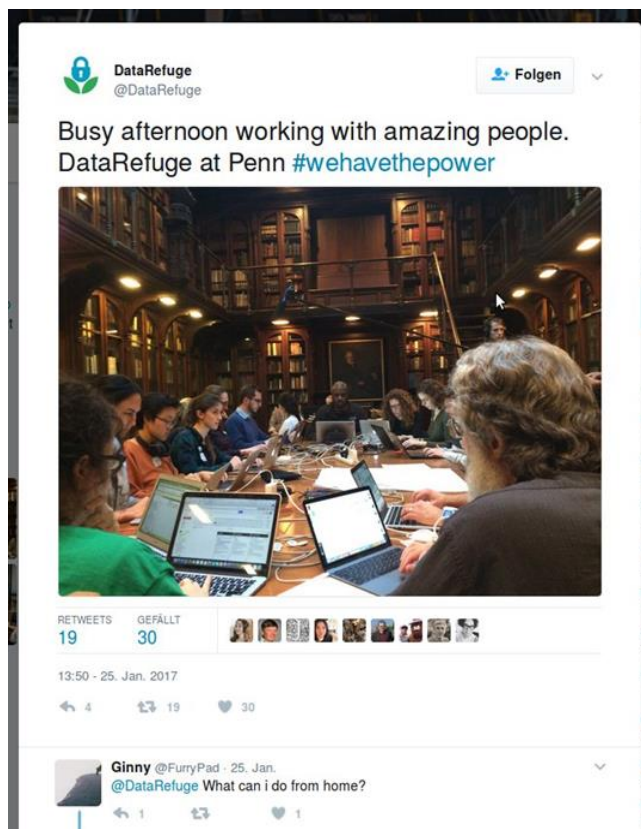 DataRefuge
@DataRefuge
Folgen
Busy afternoon working with amazing people.
DataRefuge at Penn #wehavethepower
RETWEETS
19
GEFÄLLT
30
13:50 - 25. Jan. 2017
4 19 30
Ginny @FurryPad · 25. Jan.
@DataRefuge What can i do from home?
1 1